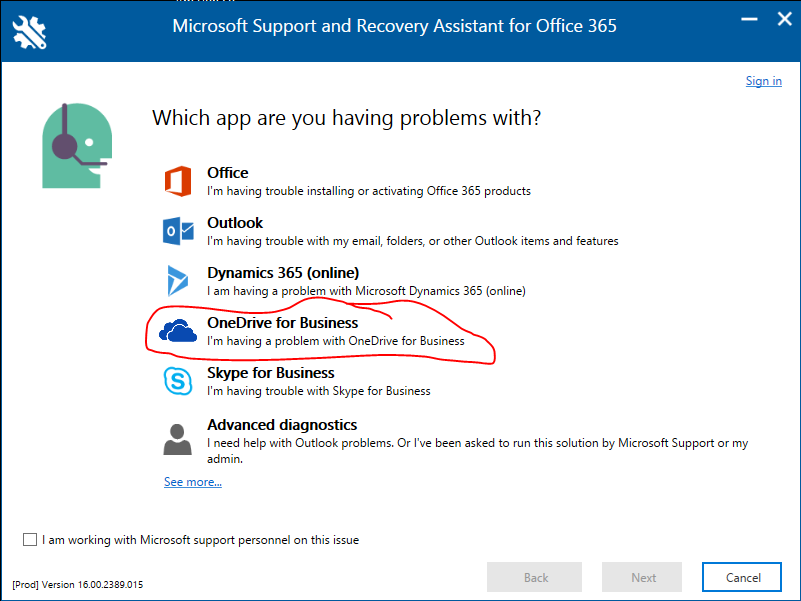 Microsoft Support and Recovery Assistant for Office 365
Sign in
Which app are you having problems with?
Office
I'm having trouble installing or activating Office 365 products
Outlook
I'm having trouble with my email, folders, or other Outlook items and features
Dynamics 365 (online)
I am having a problem with Microsoft Dynamics 365 (online)
OneDrive for Business
I'm having a problem with OneDrive for Business
Skype for Business
I'm having trouble with Skype for Business
Advanced diagnostics
I need help with Outlook problems. Or I've been asked to run this solution by Microsoft Support or my
admin.
See more...
I am working with Microsoft support personnel on this issue
Back Next Cancel
[Prod] Version 16.00.2389.015